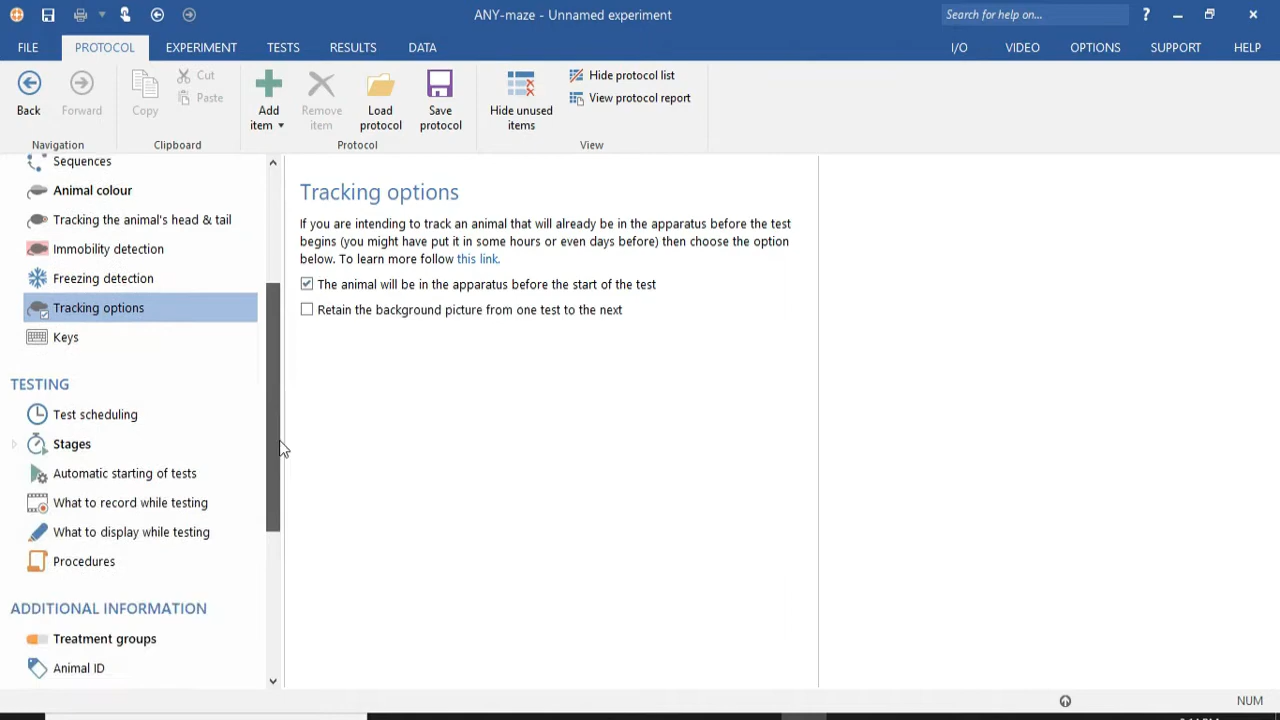 ANY-maze - Unnamed experiment
Search for help on...
?
FILE
PROTOCOL
EXPERIMENT
TESTS
RESULTS
DATA
I/O
VIDEO
OPTIONS
SUPPORT
HELP
Back
Forward
Navigation
Copy
Cut
Paste
Clipboard
Add
item
Remove
item
Load
protocol
Save
protocol
Protocol
Hide unused
items
Hide protocol list
View protocol report
View
Sequences
Animal colour
Tracking the animal's head & tail
Immobility detection
Freezing detection
Tracking options
Keys
TESTING
Test scheduling
Stages
Automatic starting of tests
What to record while testing
What to display while testing
Procedures
ADDITIONAL INFORMATION
Treatment groups
Animal ID
Tracking options
If you are intending to track an animal that will already be in the apparatus before the test
begins (you might have put it in some hours or even days before) then choose the option
below. To learn more follow this link.
The animal will be in the apparatus before the start of the test
Retain the background picture from one test to the next
NUM